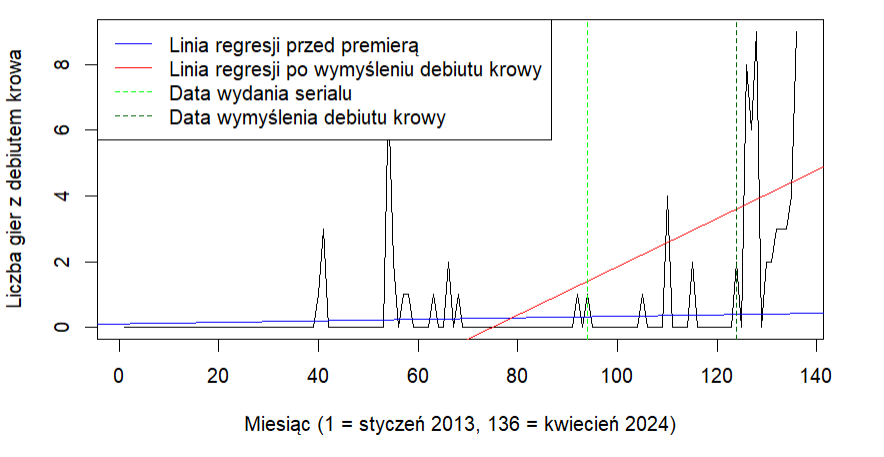 Linia regresji przed premierą
Linia regresji po wymyśleniu debiutu krowy
Data wydania serialu
Data wymyślenia debiutu krowy
Liczba gier z debiutem krowa
8
6
4
2
0
0 20 40 60 80 100 120 140
Miesiąc (1 = styczeń 2013, 136 = kwiecień 2024)